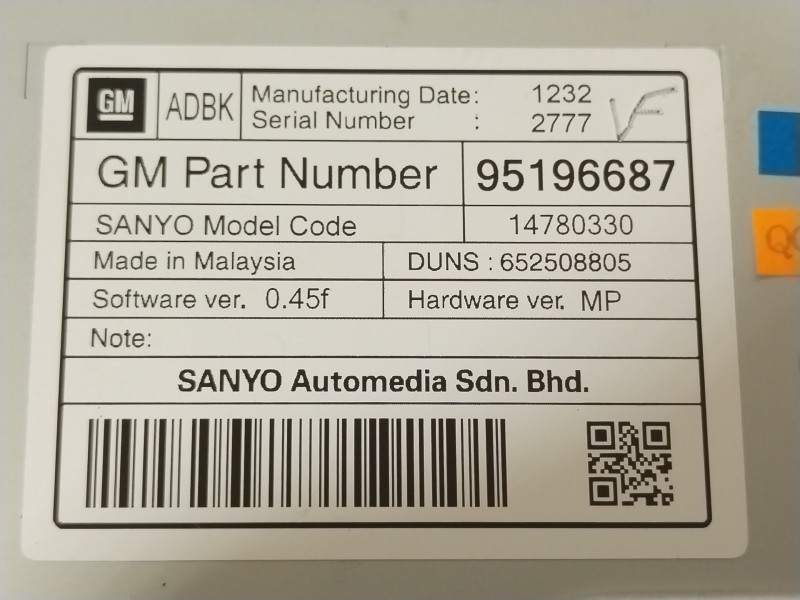 GM
ADBK
Manufacturing Date: 1232
Serial Number : 2777
VF
GM Part Number 95196687
SANYO Model Code 14780330
Made in Malaysia DUNS : 652508805
Software ver. 0.45f Hardware ver. MP
Note:
SANYO Automedia Sdn. Bhd.